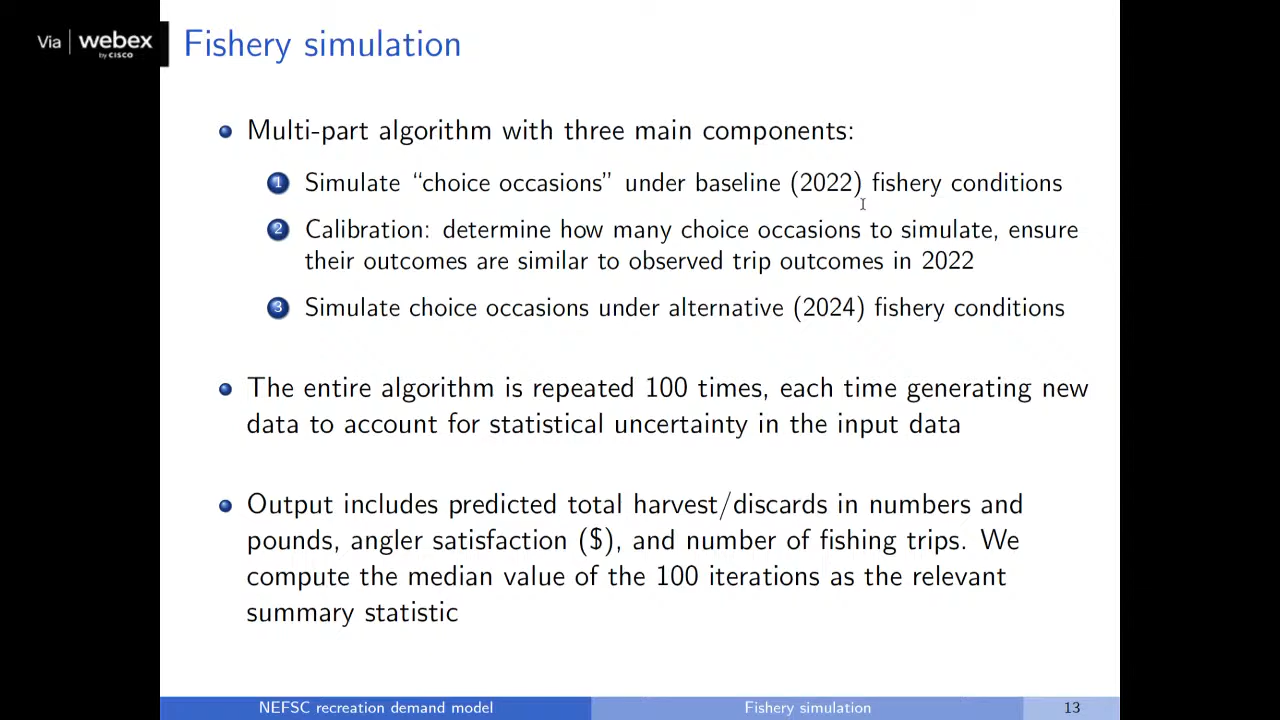 Via webex
by CISCO
Fishery simulation
Multi-part algorithm with three main components:
1 Simulate “choice occasions” under baseline (2022) fishery conditions
2 Calibration: determine how many choice occasions to simulate, ensure
their outcomes are similar to observed trip outcomes in 2022
3 Simulate choice occasions under alternative (2024) fishery conditions
The entire algorithm is repeated 100 times, each time generating new
data to account for statistical uncertainty in the input data
Output includes predicted total harvest/discards in numbers and
pounds, angler satisfaction ($), and number of fishing trips. We
compute the median value of the 100 iterations as the relevant
summary statistic
NEFSC recreation demand model Fishery simulation 13